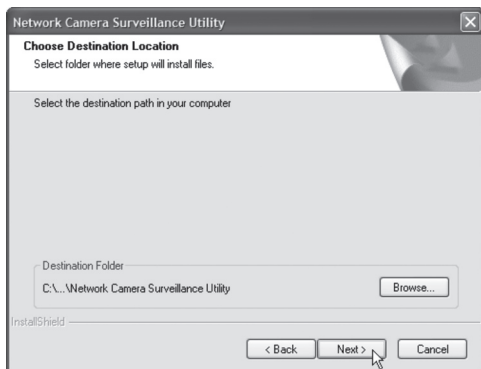 Network Camera Surveillance Utility
Choose Destination Location
Select folder where setup will install files.
Select the destination path in your computer
Destination Folder
C:\...\Network Camera Surveillance Utility
Browse...
InstallShield
< Back
Next >
Cancel